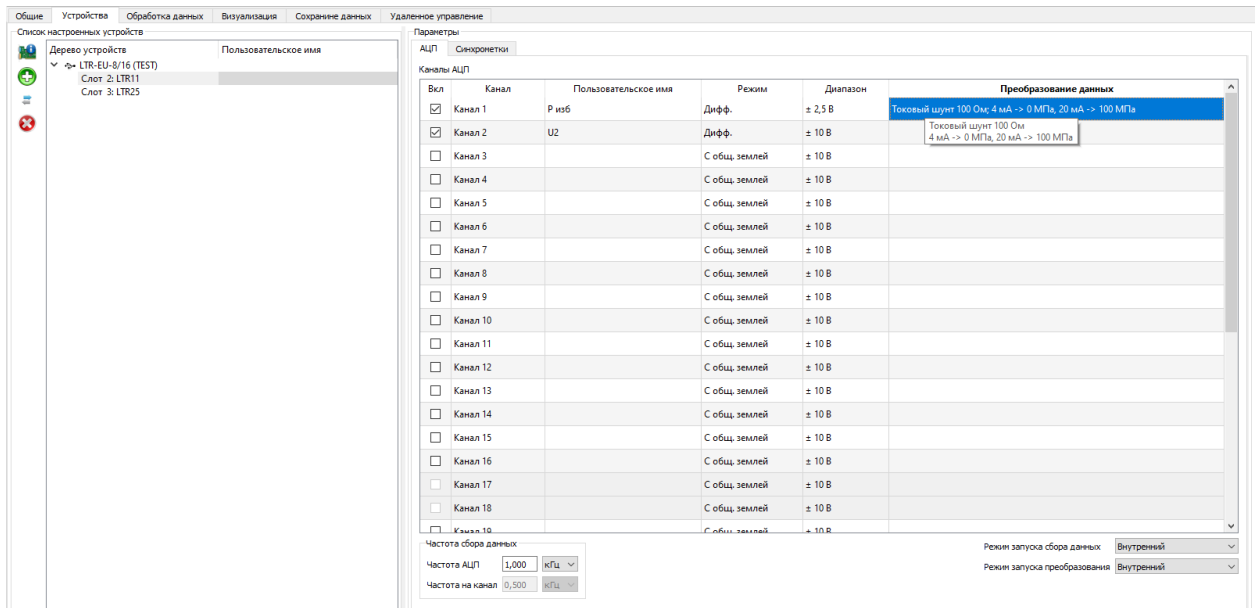 Общие Устройства Обработка данных Визуализация Сохранине данных Удаленное управление
Список настроенных устройств
Дерево устройств Пользовательское имя
LTR-EU-8/16 (TEST)
Слот 2: LTR11
Слот 3: LTR25
Параметры
АЦП Синхрометки
Каналы АЦП
Вкл Канал Пользовательское имя Режим Диапазон Преобразование данных
Канал 1 Р изб Дифф. ± 2,5 В Токовый шунт 100 Ом; 4 мА -> 0 МПа, 20 мА -> 100 МПа
Токовый шунт 100 Ом
4 мА -> 0 МПа, 20 мА -> 100 МПа
Канал 2 U2 Дифф. ± 10 В
Канал 3 С общ. землей ± 10 В
Канал 4 С общ. землей ± 10 В
Канал 5 С общ. землей ± 10 В
Канал 6 С общ. землей ± 10 В
Канал 7 С общ. землей ± 10 В
Канал 8 С общ. землей ± 10 В
Канал 9 С общ. землей ± 10 В
Канал 10 С общ. землей ± 10 В
Канал 11 С общ. землей ± 10 В
Канал 12 С общ. землей ± 10 В
Канал 13 С общ. землей ± 10 В
Канал 14 С общ. землей ± 10 В
Канал 15 С общ. землей ± 10 В
Канал 16 С общ. землей ± 10 В
Канал 17 С общ. землей ± 10 В
Канал 18 С общ. землей ± 10 В
Канал 19 С общ. землей ± 10 В
Частота сбора данных
Частота АЦП 1,000 кГц
Частота на канал 0,500 кГц
Режим запуска сбора данных Внутренний
Режим запуска преобразования Внутренний